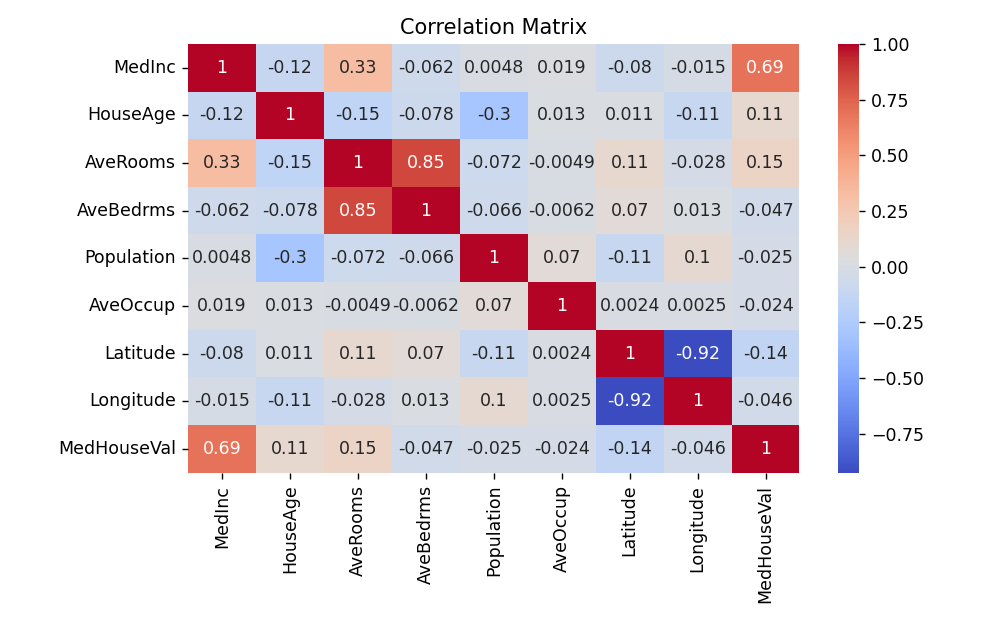 Correlation Matrix
MedInc 1 -0.12 0.33 -0.062 0.0048 0.019 -0.08 -0.015 0.69
HouseAge -0.12 1 -0.15 -0.078 -0.3 0.013 0.011 -0.11 0.11
AveRooms 0.33 -0.15 1 0.85 -0.072 -0.0049 0.11 -0.028 0.15
AveBedrms -0.062 -0.078 0.85 1 -0.066 -0.0062 0.07 0.013 -0.047
Population 0.0048 -0.3 -0.072 -0.066 1 0.07 -0.11 0.1 -0.025
AveOccup 0.019 0.013 -0.0049 -0.0062 0.07 1 0.0024 0.0025 -0.024
Latitude -0.08 0.011 0.11 0.07 -0.11 0.0024 1 -0.92 -0.14
Longitude -0.015 -0.11 -0.028 0.013 0.1 0.0025 -0.92 1 -0.046
MedHouseVal 0.69 0.11 0.15 -0.047 -0.025 -0.024 -0.14 -0.046 1
MedInc HouseAge AveRooms AveBedrms Population AveOccup Latitude Longitude MedHouseVal
1.00
0.75
0.50
0.25
0.00
−0.25
−0.50
−0.75